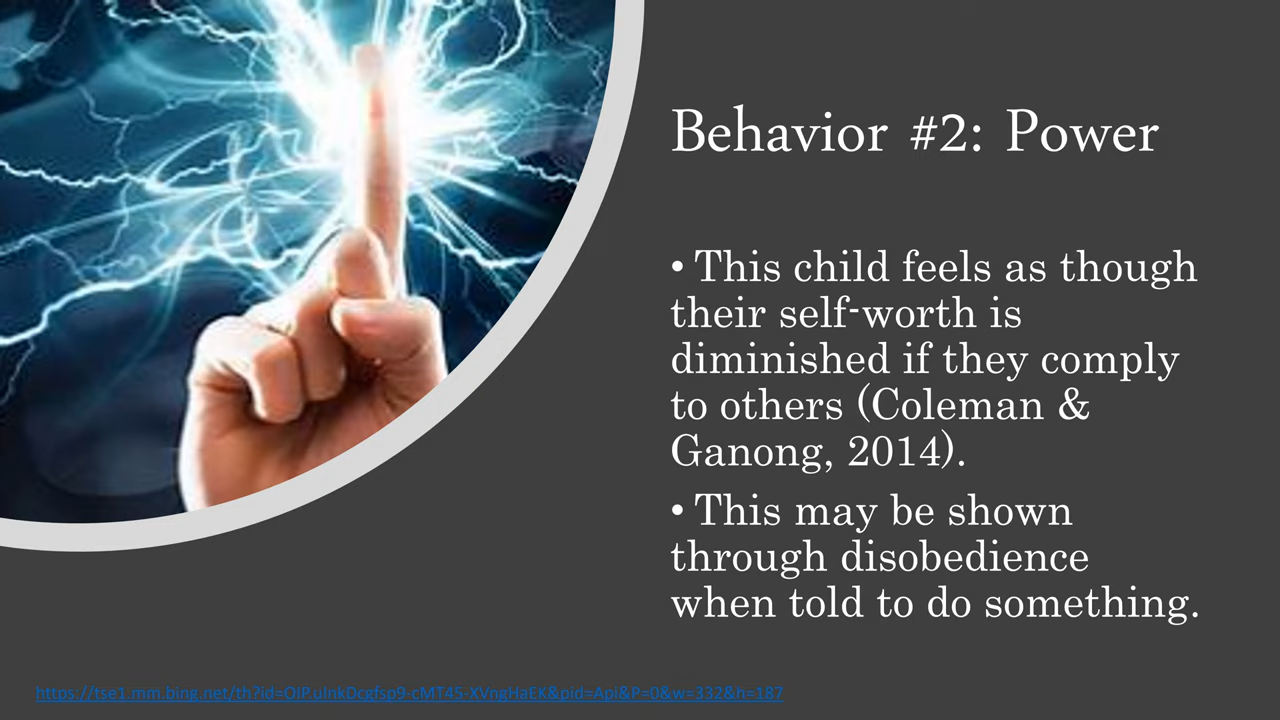 Behavior #2: Power
• This child feels as though
their self-worth is
diminished if they comply
to others (Coleman &
Ganong, 2014).
• This may be shown
through disobedience
when told to do something.
https://tse1.mm.bing.net/th?id=OIP.uInkDcgfsp9-cMT45-XVngHaEK&pid=Api&P=0&w=332&h=187